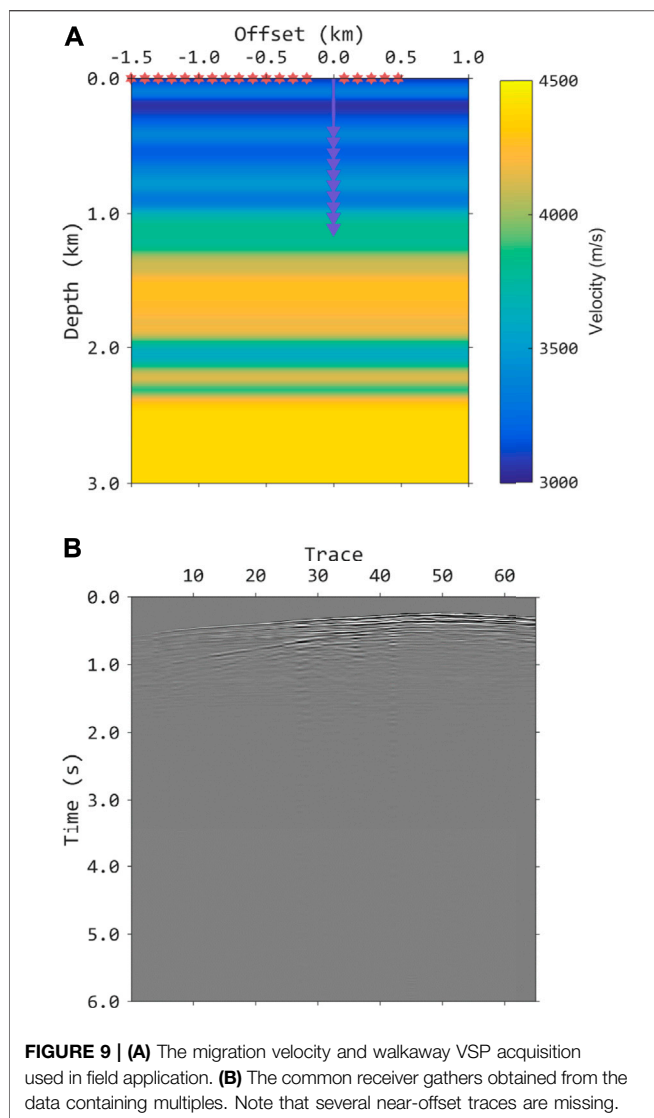 A
Offset (km)
-1.5 -1.0 -0.5 0.0 0.5 1.0
0.0
1.0
2.0
3.0
Depth (km)
4500
4000
3500
3000
Velocity (m/s)
B
Trace
10 20 30 40 50 60
0.0
1.0
2.0
3.0
4.0
5.0
6.0
Time (s)
FIGURE 9 | (A) The migration velocity and walkaway VSP acquisition
used in field application. (B) The common receiver gathers obtained from the
data containing multiples. Note that several near-offset traces are missing.